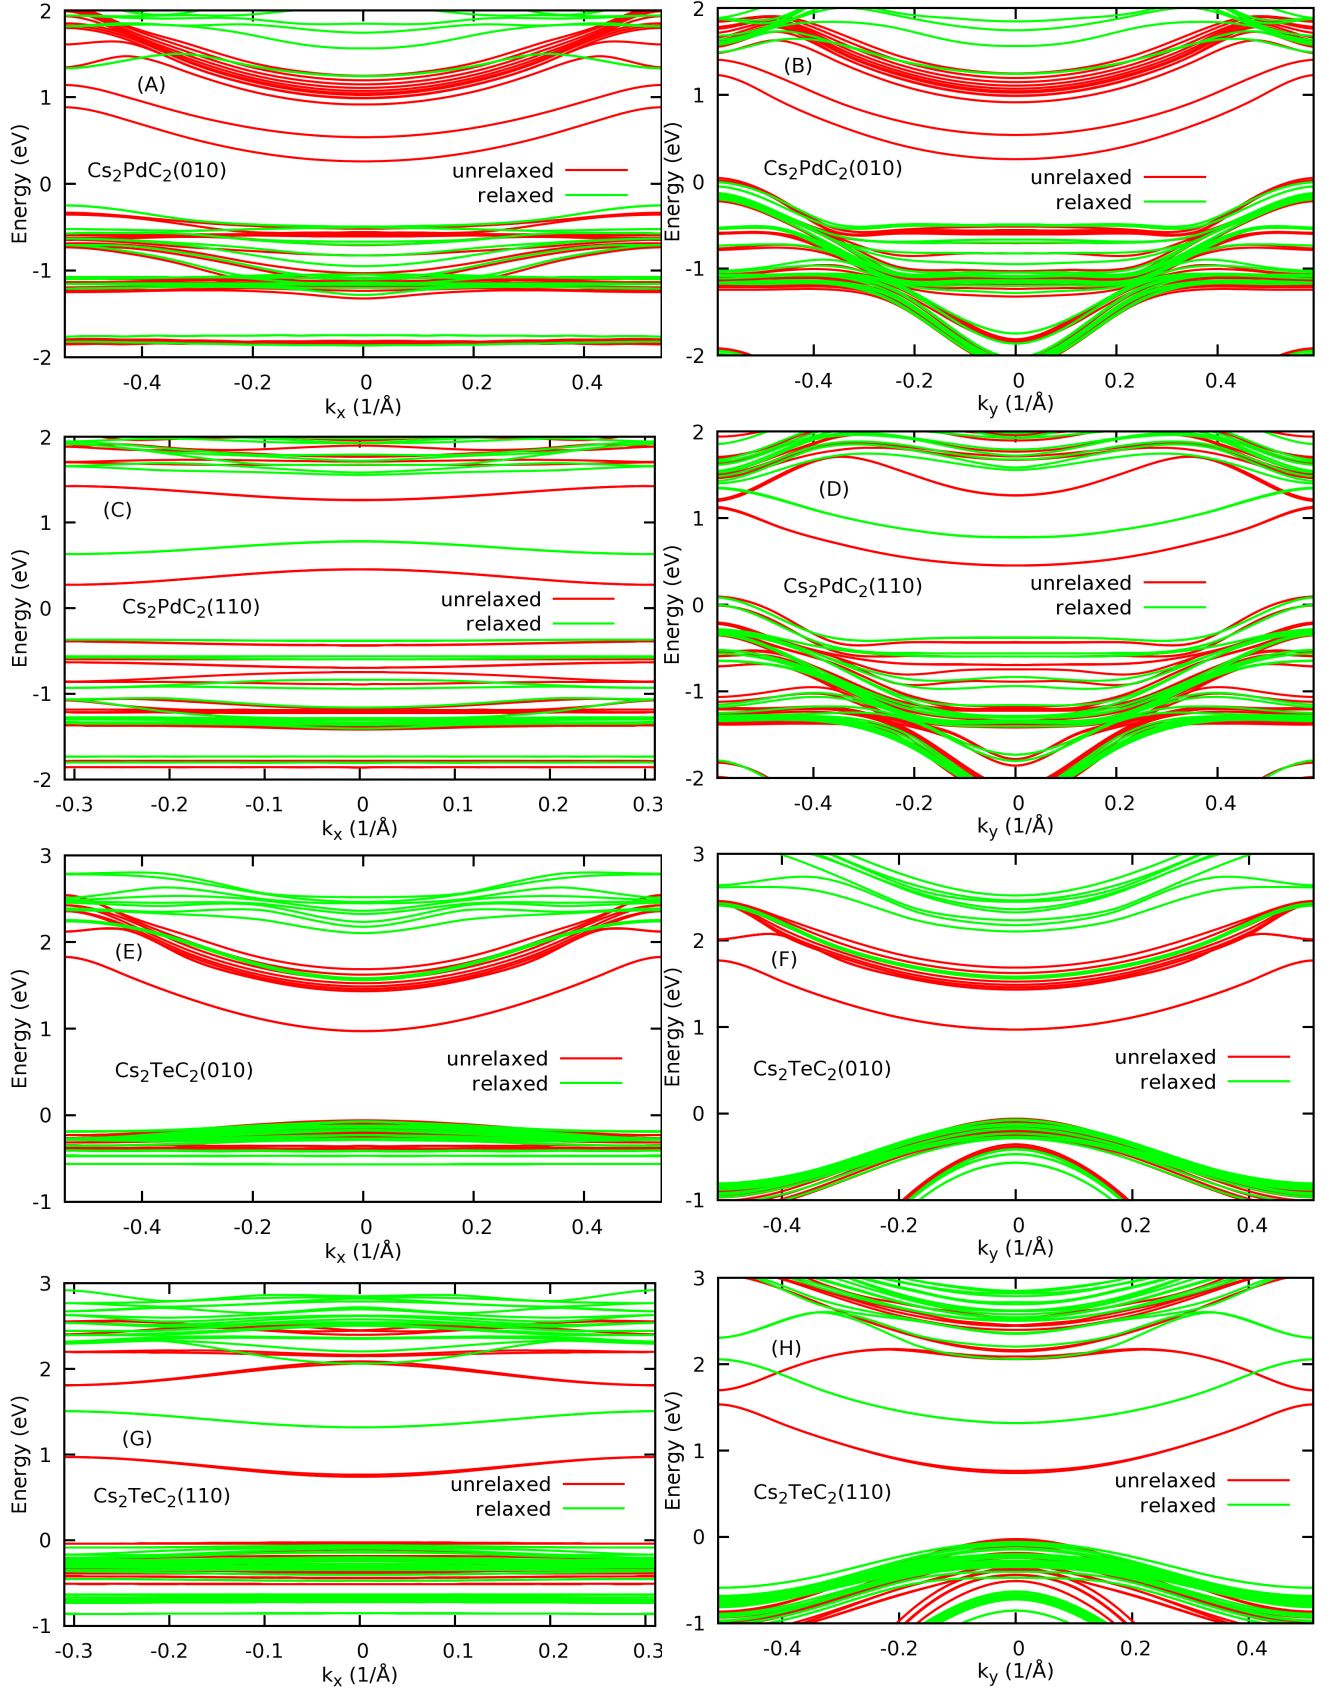 2
1
0
-1
-2
Energy (eV)
(A)
Cs2PdC2(010)
unrelaxed
relaxed
-0.4
-0.2
0
0.2
0.4
kx (1/Å)
2
1
0
-1
-2
Energy (eV)
(B)
Cs2PdC2(010)
unrelaxed
relaxed
-0.4
-0.2
0
0.2
0.4
ky (1/Å)
2
1
0
-1
-2
Energy (eV)
(C)
Cs2PdC2(110)
unrelaxed
relaxed
-0.3
-0.2
-0.1
0
0.1
0.2
0.3
kx (1/Å)
2
1
0
-1
-2
Energy (eV)
(D)
Cs2PdC2(110)
unrelaxed
relaxed
-0.4
-0.2
0
0.2
0.4
ky (1/Å)
3
2
1
0
-1
Energy (eV)
(E)
Cs2TeC2(010)
unrelaxed
relaxed
-0.4
-0.2
0
0.2
0.4
kx (1/Å)
3
2
1
0
-1
Energy (eV)
(F)
Cs2TeC2(010)
unrelaxed
relaxed
-0.4
-0.2
0
0.2
0.4
ky (1/Å)
3
2
1
0
-1
Energy (eV)
(G)
Cs2TeC2(110)
unrelaxed
relaxed
-0.3
-0.2
-0.1
0
0.1
0.2
0.3
kx (1/Å)
3
2
1
0
-1
Energy (eV)
(H)
Cs2TeC2(110)
unrelaxed
relaxed
-0.4
-0.2
0
0.2
0.4
ky (1/Å)